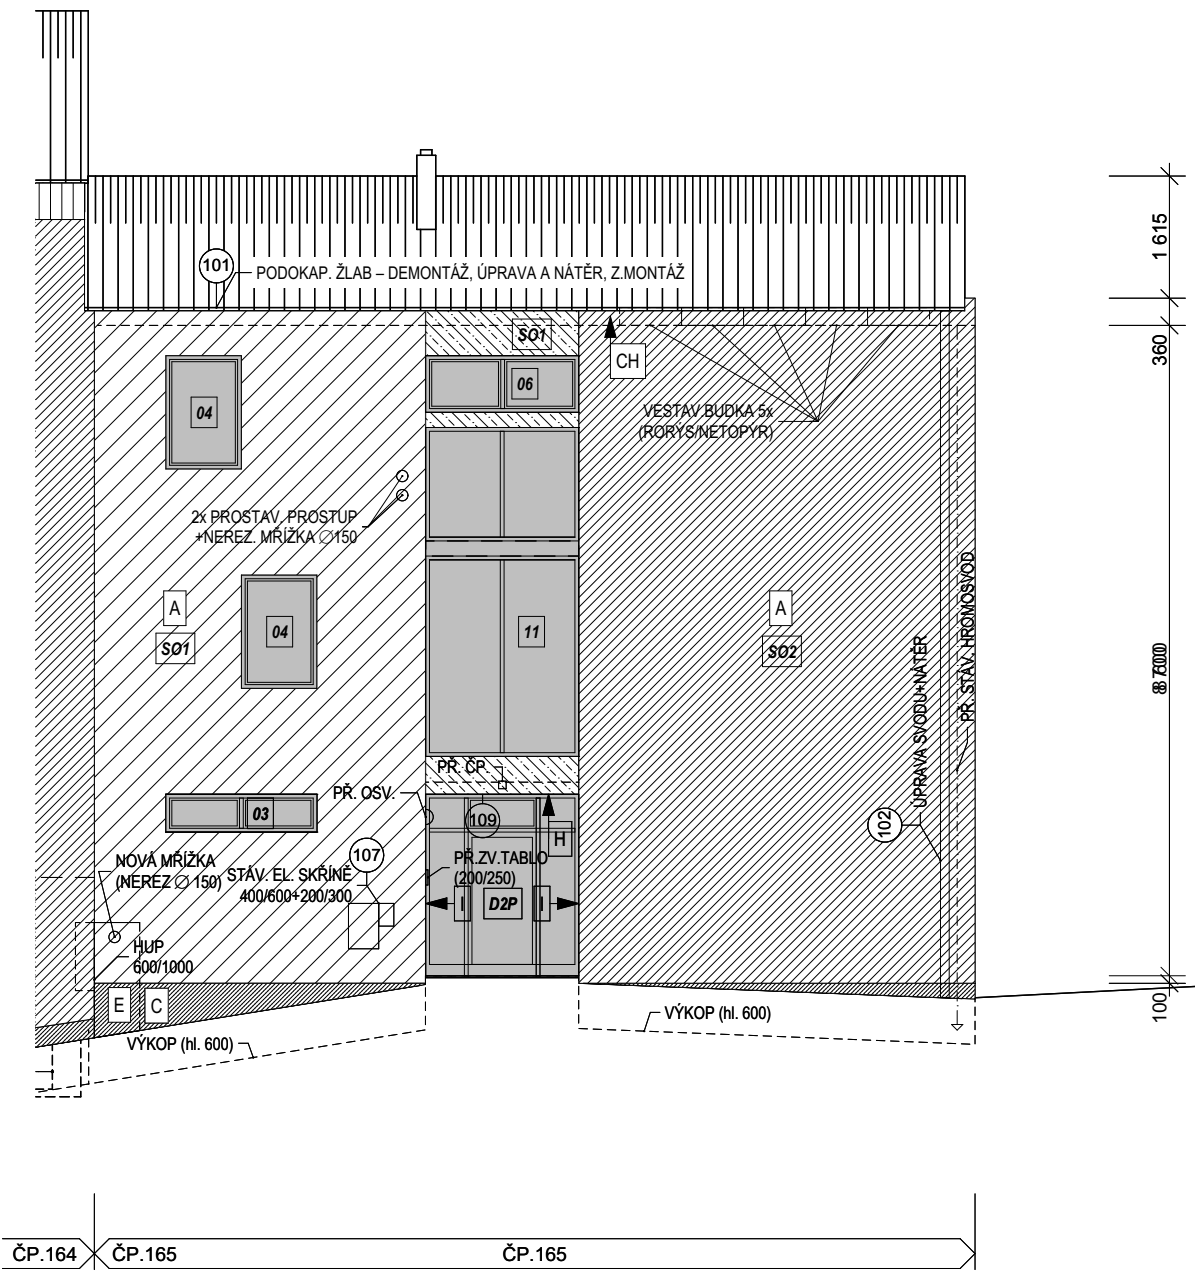 1 615
101
PODOKAP. ŽLAB – DEMONTÁŽ, ÚPRAVA A NÁTĚR, Z.MONTÁŽ
SO1
360
CH
06
04
VESTAV BUDKA 5x
(RORÝS/NETOPÝR)
2x PROSTAV. PROSTUP
+NEREZ. MŘÍŽKA ∅150
A
SO1
04
11
A
SO2
PŘ. STÁV. HROMOSVOD
ÚPRAVA SVODU+NÁTĚR
102
PŘ. ČP
PŘ. OSV.
03
109
H
107
NOVÁ MŘÍŽKA
(NEREZ ∅ 150)
STÁV. EL. SKŘÍNĚ
400/600+200/300
PŘ.ZV.TABLO
(200/250)
I
D2P
I
HUP
600/1000
E
C
100
VÝKOP (hl. 600)
VÝKOP (hl. 600)
ČP.164
ČP.165
ČP.165